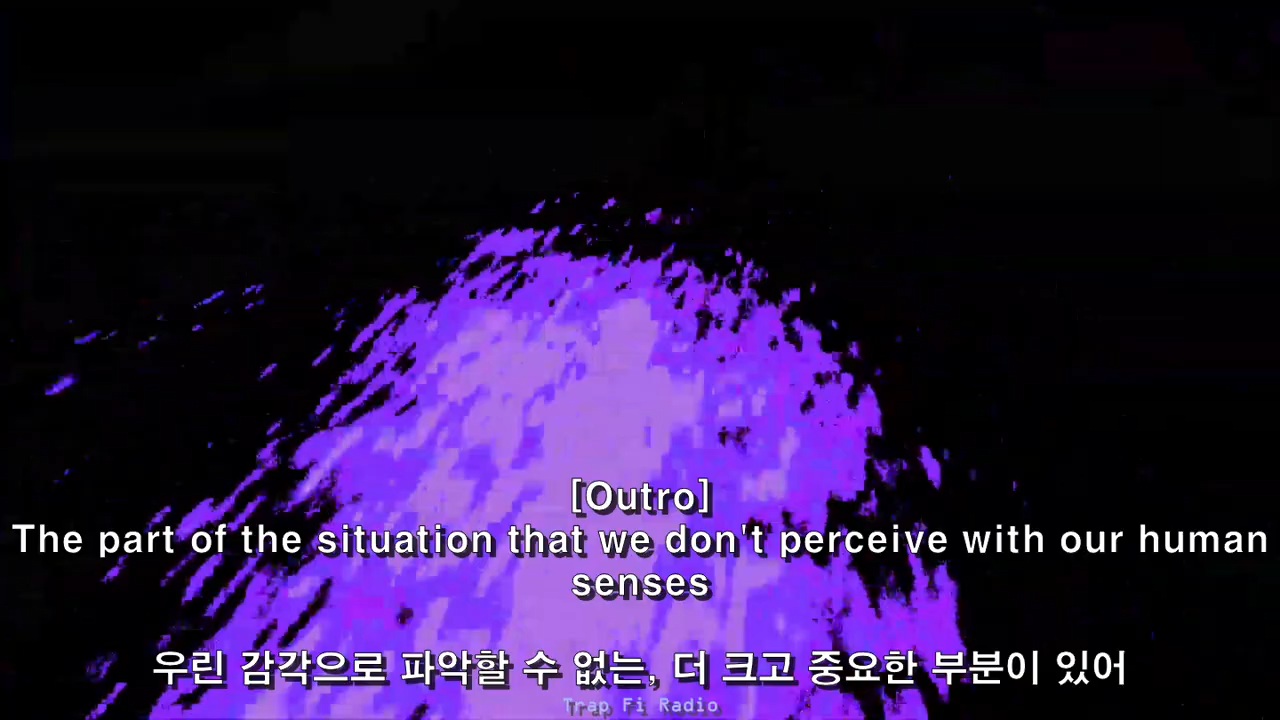 [Outro]
The part of the situation that we don't perceive with our human
senses
우린 감각으로 파악할 수 없는, 더 크고 중요한 부분이 있어
Trap Fi Radio